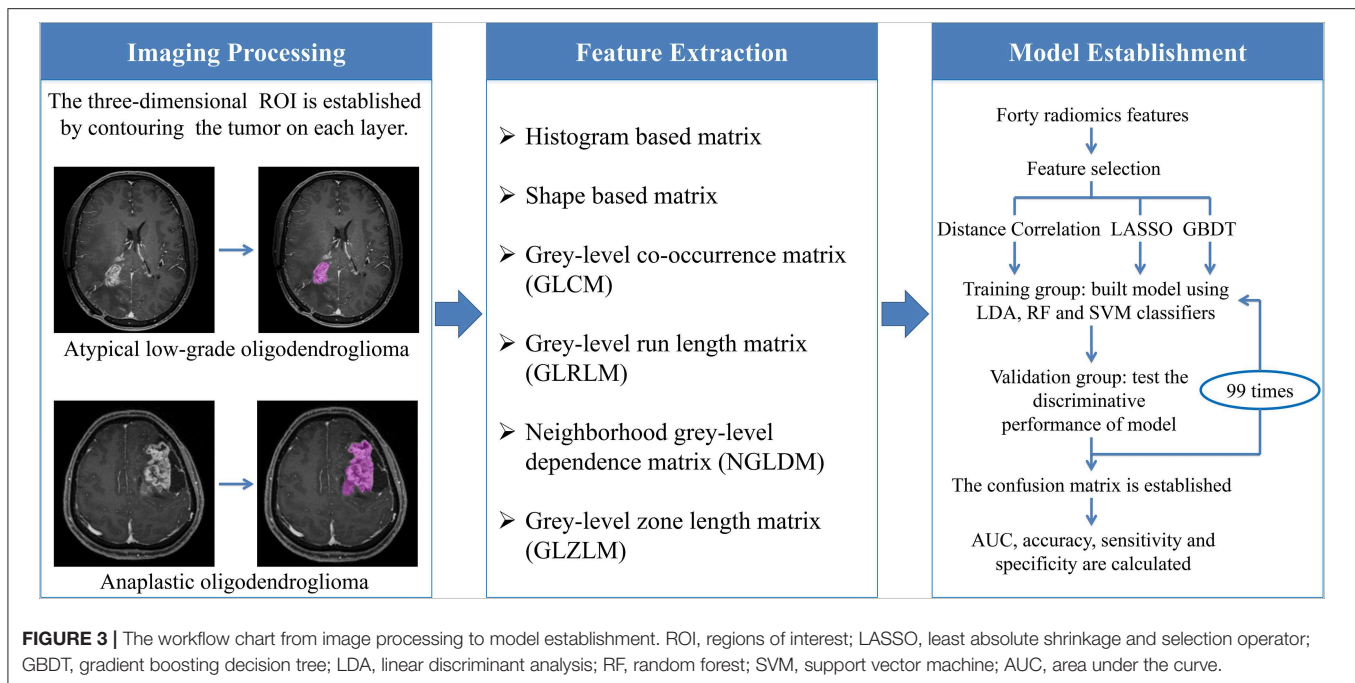 Imaging Processing
The three-dimensional ROI is established
by contouring the tumor on each layer.
Atypical low-grade oligodendroglioma
Anaplastic oligodendroglioma
Feature Extraction
➤ Histogram based matrix
➤ Shape based matrix
➤ Grey-level co-occurrence matrix
(GLCM)
➤ Grey-level run length matrix
(GLRLM)
➤ Neighborhood grey-level
dependence matrix (NGLDM)
➤ Grey-level zone length matrix
(GLZLM)
Model Establishment
Forty radiomics features
Feature selection
Distance Correlation LASSO GBDT
Training group: built model using
LDA, RF and SVM classifiers
Validation group: test the
discriminative
performance of model
99 times
The confusion matrix is established
AUC, accuracy, sensitivity and
specificity are calculated
FIGURE 3 | The workflow chart from image processing to model establishment. ROI, regions of interest; LASSO, least absolute shrinkage and selection operator;
GBDT, gradient boosting decision tree; LDA, linear discriminant analysis; RF, random forest; SVM, support vector machine; AUC, area under the curve.